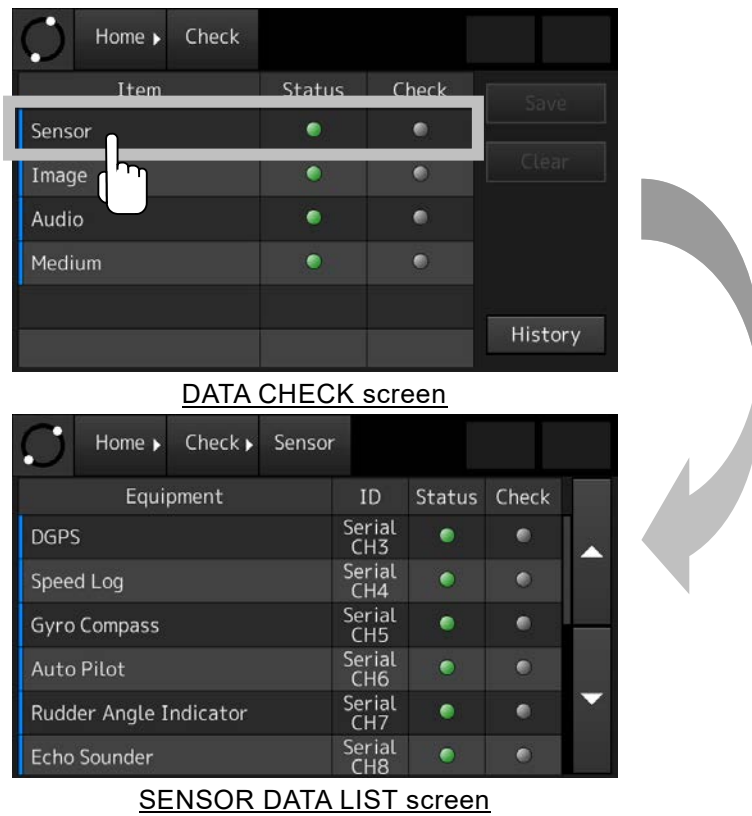 Home Check
Item Status Check
Save
Sensor
Clear
Image
Audio
Medium
History
DATA CHECK screen
Home Check Sensor
Equipment ID Status Check
DGPS Serial CH3
Speed Log Serial CH4
Gyro Compass Serial CH5
Auto Pilot Serial CH6
Rudder Angle Indicator Serial CH7
Echo Sounder Serial CH8
SENSOR DATA LIST screen